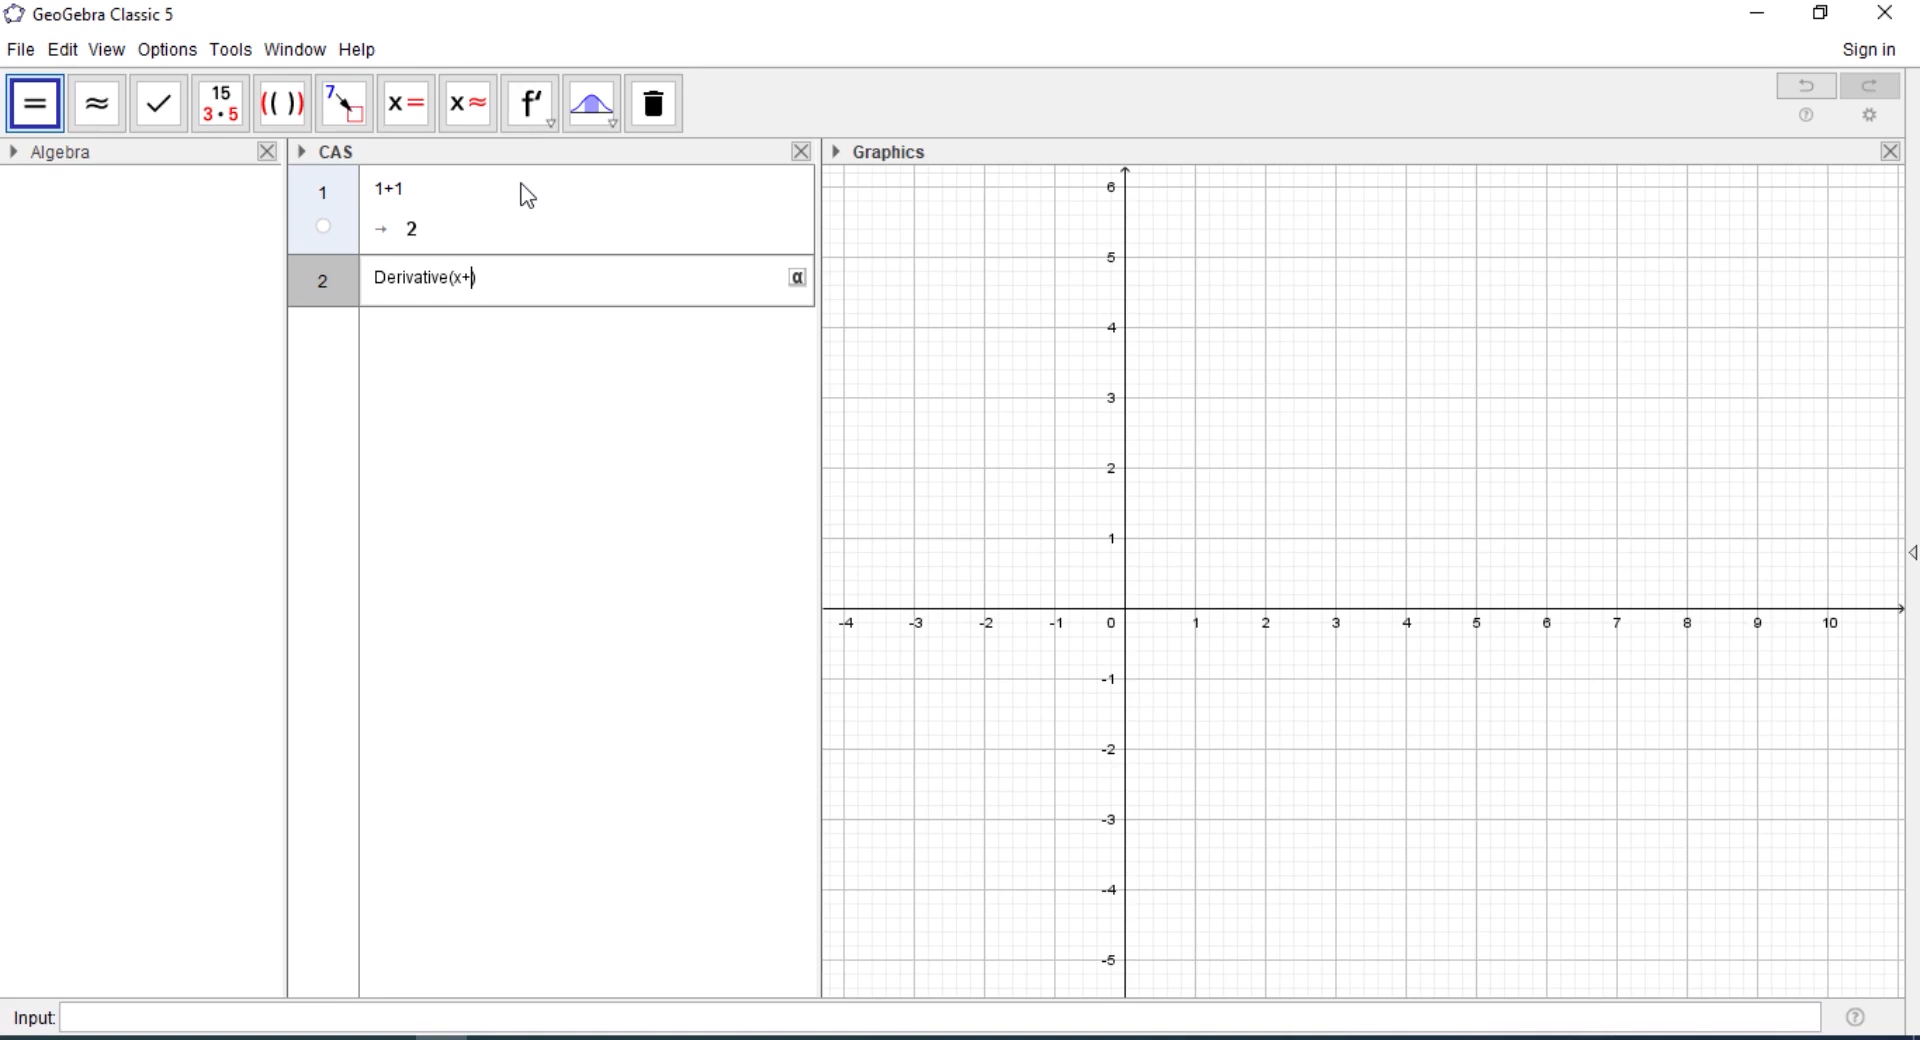 GeoGebra Classic 5
File Edit View Options Tools Window Help
Sign in
= ≈ ✓ 15 3•5 (( )) 7 x = x ≈ f′
Algebra
CAS
Graphics
1 1+1
→ 2
2 Derivative(x+)
α
6
5
4
3
2
1
-4 -3 -2 -1 0 1 2 3 4 5 6 7 8 9 10
-1
-2
-3
-4
-5
Input: